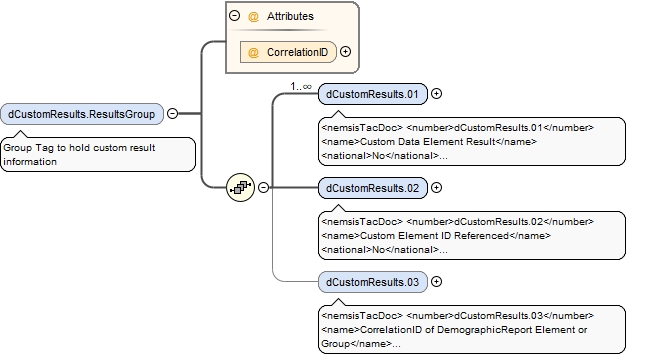 Attributes
CorrelationID
dCustomResults.ResultsGroup
Group Tag to hold custom result
information
1..∞
dCustomResults.01
<nemsisTacDoc> <number>dCustomResults.01</number>
<name>Custom Data Element Result</name>
<national>No</national>...
dCustomResults.02
<nemsisTacDoc> <number>dCustomResults.02</number>
<name>Custom Element ID Referenced</name>
<national>No</national>...
dCustomResults.03
<nemsisTacDoc> <number>dCustomResults.03</number>
<name>CorrelationID of DemographicReport Element or
Group</name>...